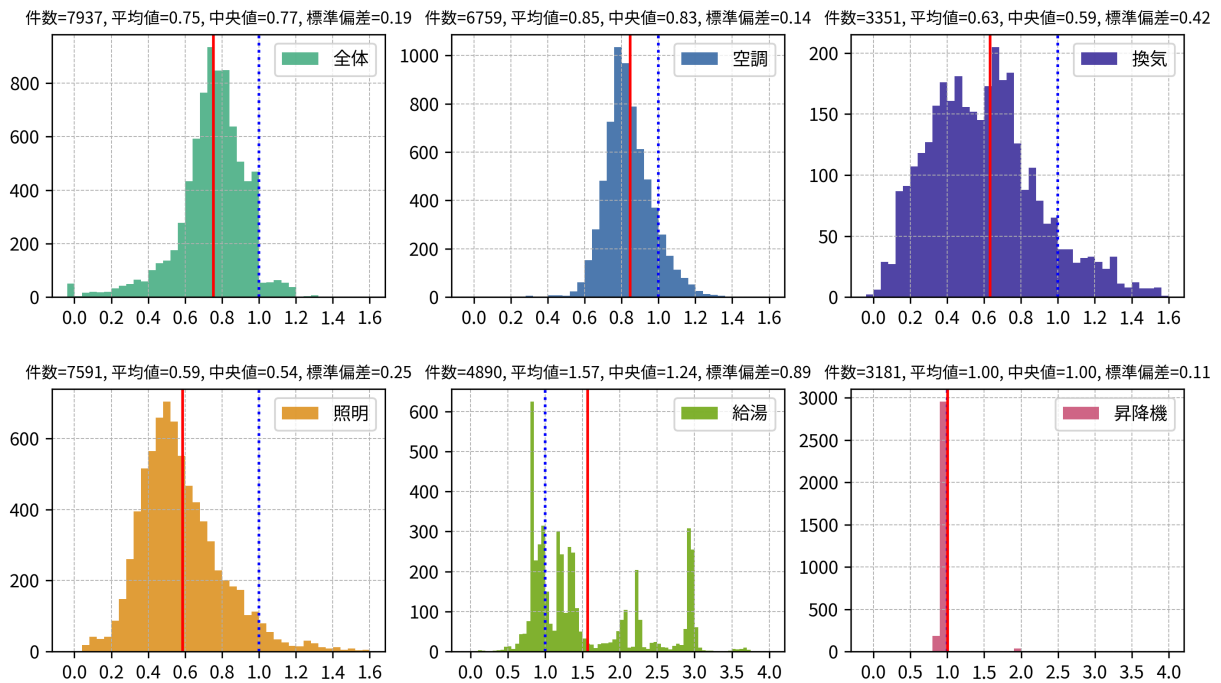 件数=7937, 平均値=0.75, 中央値=0.77, 標準偏差=0.19
全体
800
600
400
200
0
0.0 0.2 0.4 0.6 0.8 1.0 1.2 1.4 1.6
件数=6759, 平均値=0.85, 中央値=0.83, 標準偏差=0.14
空調
1000
800
600
400
200
0
0.0 0.2 0.4 0.6 0.8 1.0 1.2 1.4 1.6
件数=3351, 平均値=0.63, 中央値=0.59, 標準偏差=0.42
換気
200
150
100
50
0
0.0 0.2 0.4 0.6 0.8 1.0 1.2 1.4 1.6
件数=7591, 平均値=0.59, 中央値=0.54, 標準偏差=0.25
照明
600
400
200
0
0.0 0.2 0.4 0.6 0.8 1.0 1.2 1.4 1.6
件数=4890, 平均値=1.57, 中央値=1.24, 標準偏差=0.89
給湯
600
500
400
300
200
100
0
0.0 0.5 1.0 1.5 2.0 2.5 3.0 3.5 4.0
件数=3181, 平均値=1.00, 中央値=1.00, 標準偏差=0.11
昇降機
3000
2500
2000
1500
1000
500
0
0.0 0.5 1.0 1.5 2.0 2.5 3.0 3.5 4.0